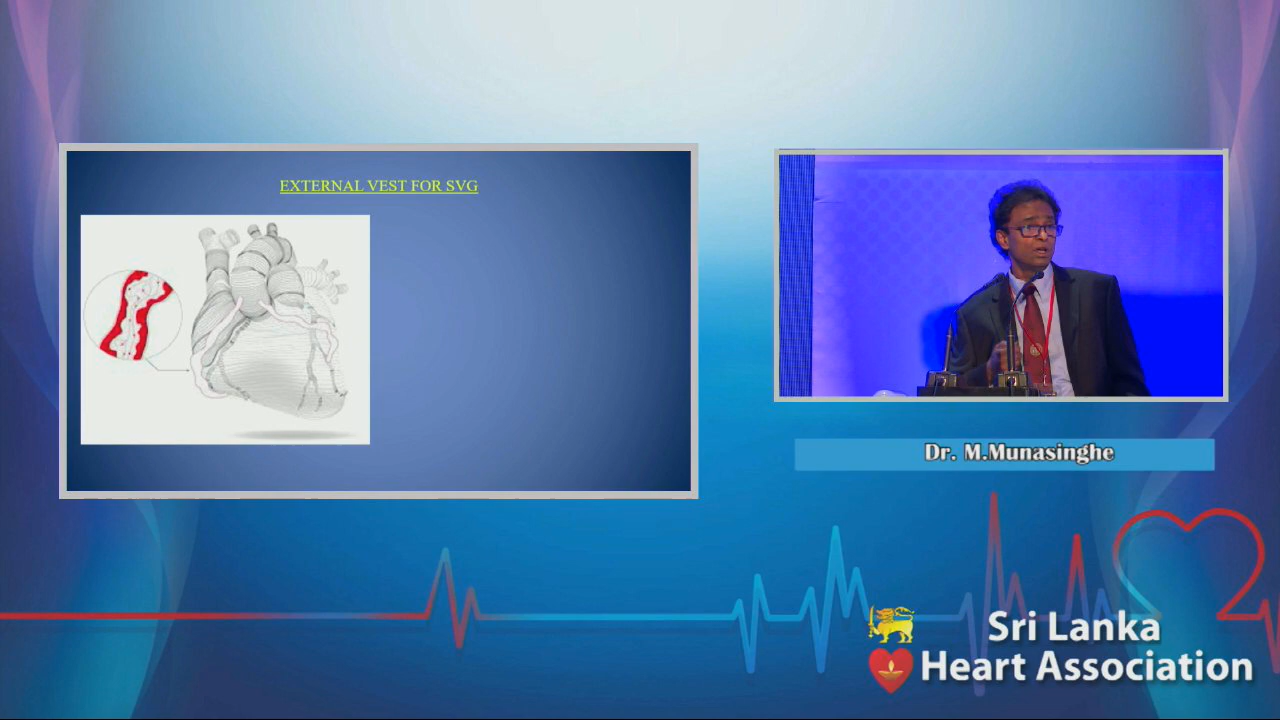 EXTERNAL VEST FOR SVG
Dr. M.Munasinghe
Sri Lanka
Heart Association